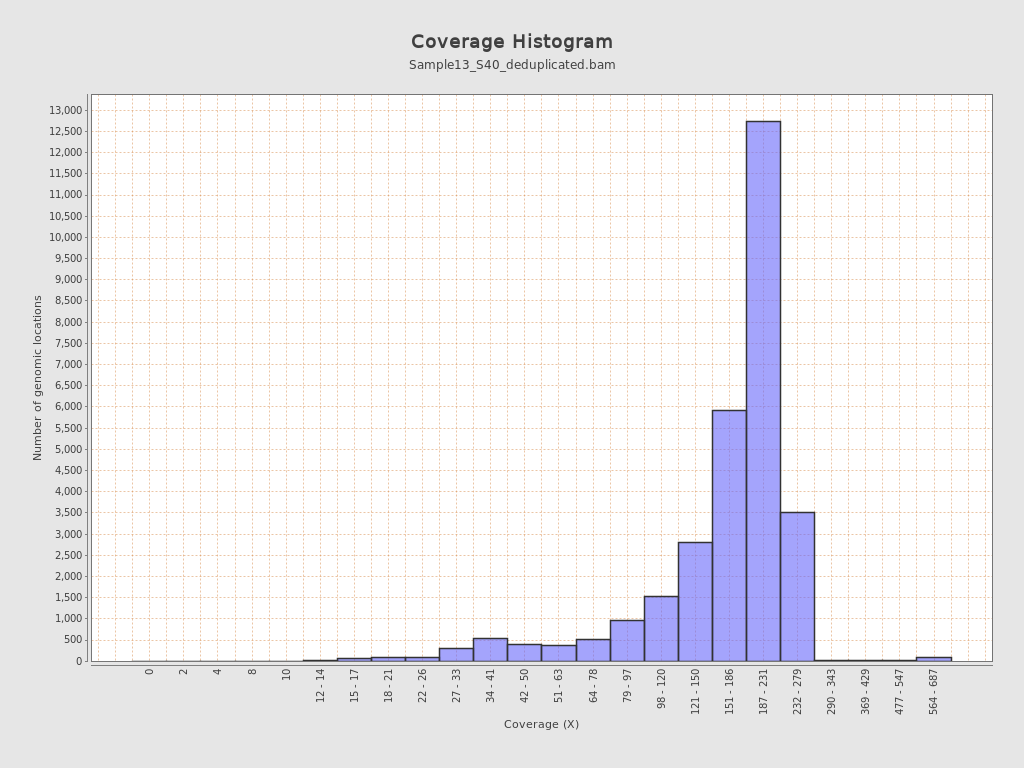 Coverage Histogram
Sample13_S40_deduplicated.bam
Number of genomic locations
13,000
12,500
12,000
11,500
11,000
10,500
10,000
9,500
9,000
8,500
8,000
7,500
7,000
6,500
6,000
5,500
5,000
4,500
4,000
3,500
3,000
2,500
2,000
1,500
1,000
500
0
0
2
4
8
10
12 - 14
15 - 17
18 - 21
22 - 26
27 - 33
34 - 41
42 - 50
51 - 63
64 - 78
79 - 97
98 - 120
121 - 150
151 - 186
187 - 231
232 - 279
290 - 343
369 - 429
477 - 547
564 - 687
Coverage (X)